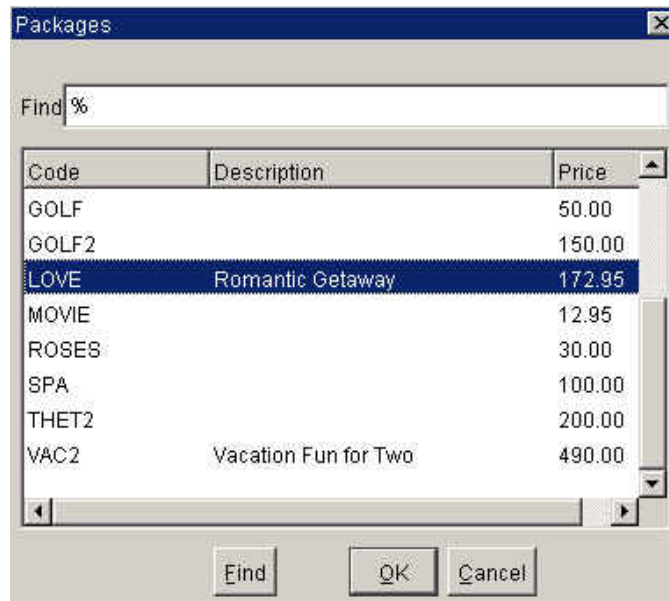 Packages
Find %
Code Description Price
GOLF 50.00
GOLF2 150.00
LOVE Romantic Getaway 172.95
MOVIE 12.95
ROSES 30.00
SPA 100.00
THET2 200.00
VAC2 Vacation Fun for Two 490.00
Find OK Cancel